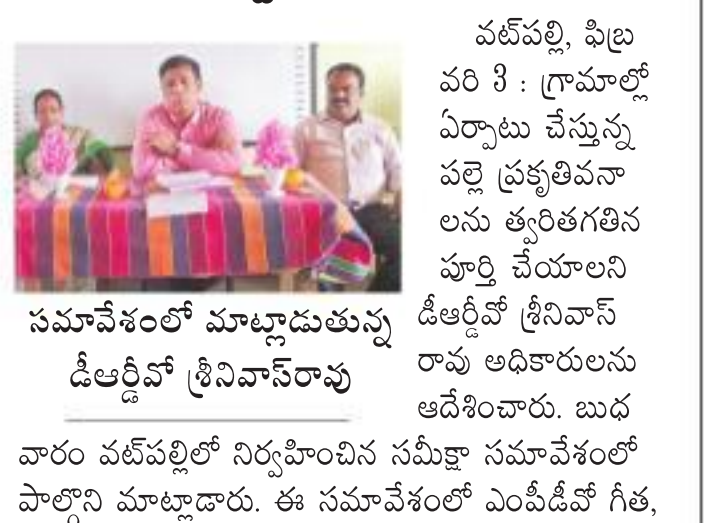 వట్‌పల్లి, ఫిబ్ర
వరి 3 : గ్రామాల్లో
ఏర్పాటు చేస్తున్న
పల్లె ప్రకృతివనా
లను త్వరితగతిన
పూర్తి చేయాలని
డీఆర్డీవో శ్రీనివాస్
రావు అధికారులను
ఆదేశించారు. బుధ
వారం వట్‌పల్లిలో నిర్వహించిన సమీక్షా సమావేశంలో
పాల్గొని మాట్లాడారు. ఈ సమావేశంలో ఎంపీడీవో గీత,
సమావేశంలో మాట్లాడుతున్న
డీఆర్డీవో శ్రీనివాస్‌రావు